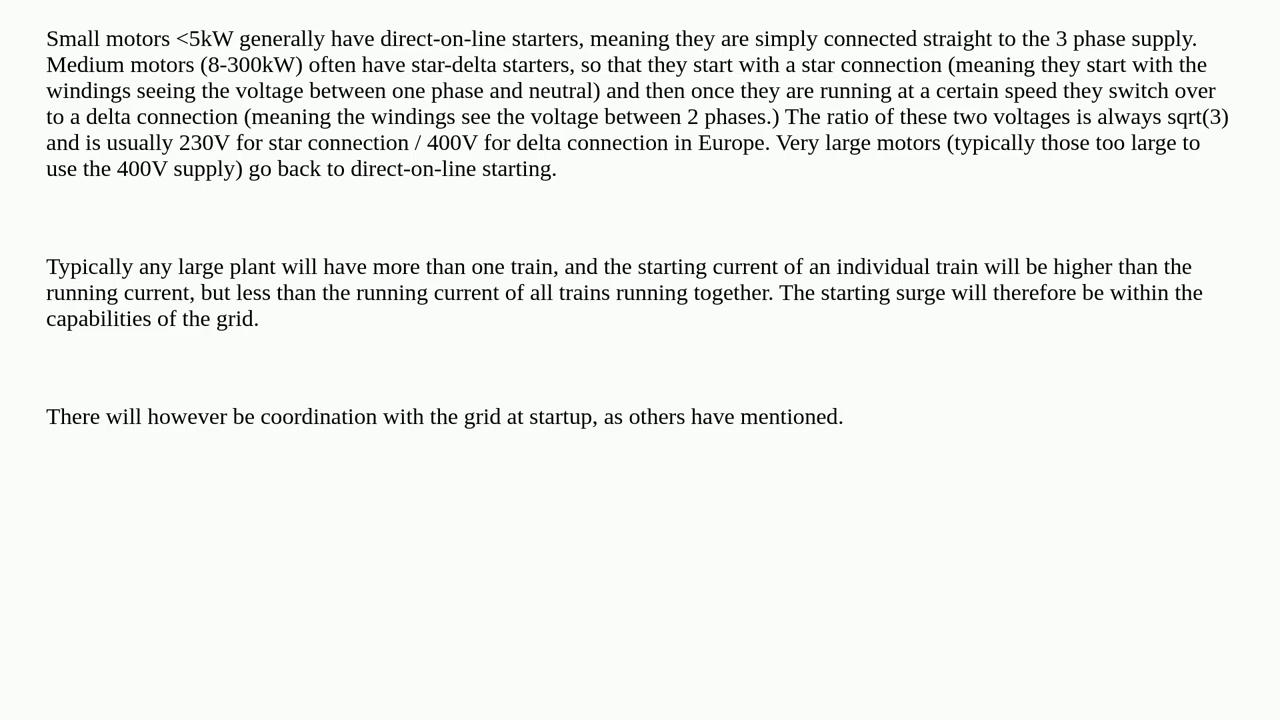 Small motors <5kW generally have direct-on-line starters, meaning they are simply connected straight to the 3 phase supply.
Medium motors (8-300kW) often have star-delta starters, so that they start with a star connection (meaning they start with the
windings seeing the voltage between one phase and neutral) and then once they are running at a certain speed they switch over
to a delta connection (meaning the windings see the voltage between 2 phases.) The ratio of these two voltages is always sqrt(3)
and is usually 230V for star connection / 400V for delta connection in Europe. Very large motors (typically those too large to
use the 400V supply) go back to direct-on-line starting.
Typically any large plant will have more than one train, and the starting current of an individual train will be higher than the
running current, but less than the running current of all trains running together. The starting surge will therefore be within the
capabilities of the grid.
There will however be coordination with the grid at startup, as others have mentioned.